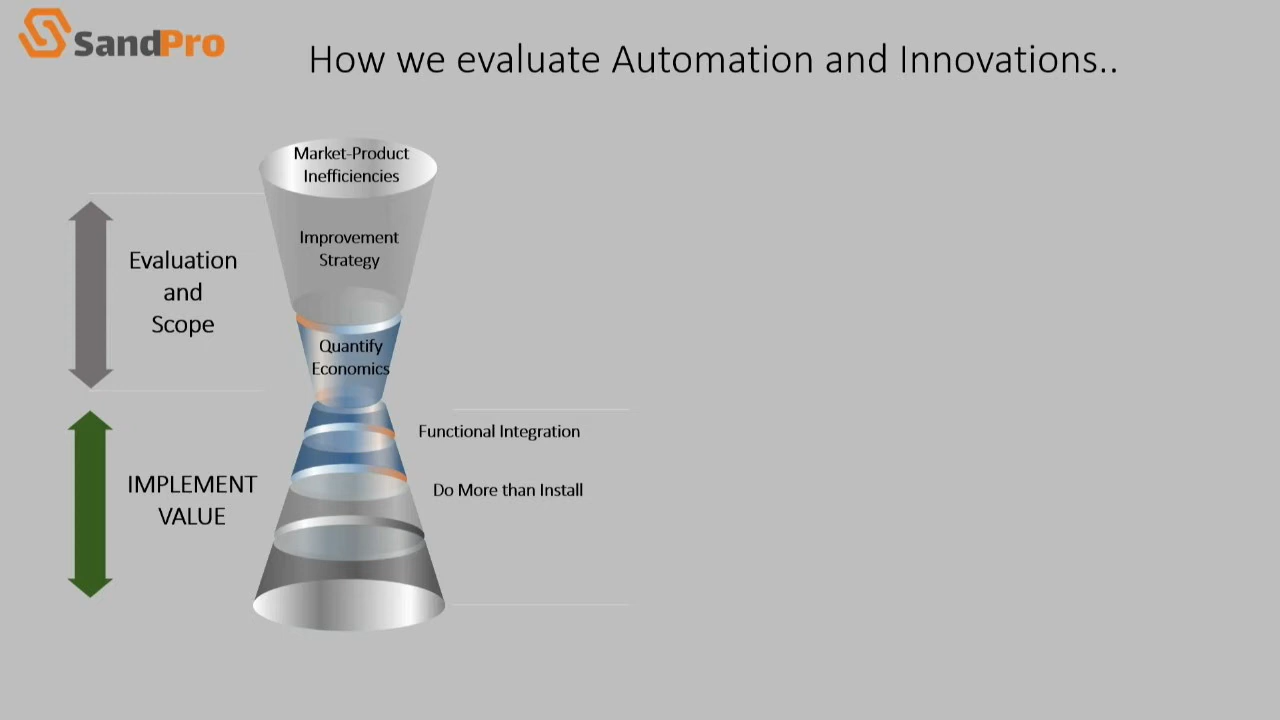 SandPro
How we evaluate Automation and Innovations..
Market-Product
Inefficiencies
Improvement
Strategy
Evaluation
and
Scope
Quantify
Economics
Functional Integration
IMPLEMENT
VALUE
Do More than Install